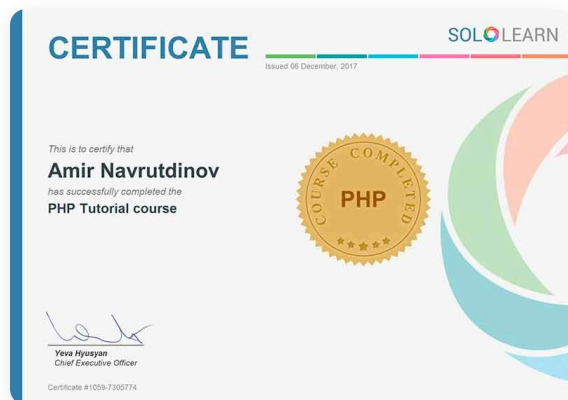 CERTIFICATE
SOLOLEARN
Issued 06 December, 2017
This is to certify that
Amir Navrutdinov
has successfully completed the
PHP Tutorial course
COURSE COMPLETED
PHP
Yeva Hyusyan
Chief Executive Officer
Certificate #1059-7305774